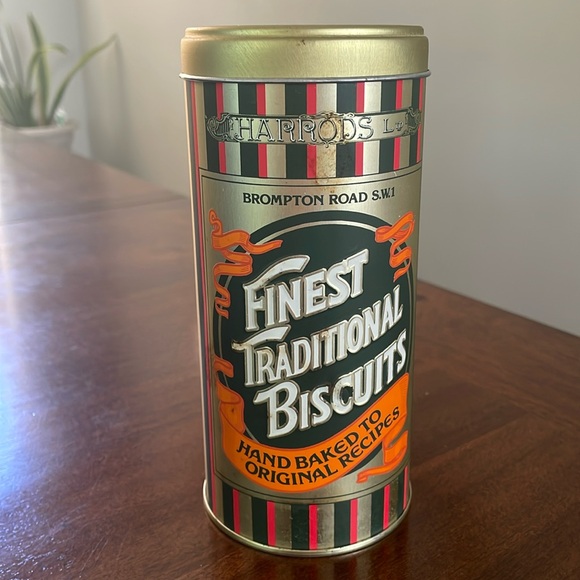 HARRODS Ltd
BROMPTON ROAD S.W.1
FINEST
TRADITIONAL
BISCUITS
HAND BAKED TO
ORIGINAL RECIPES